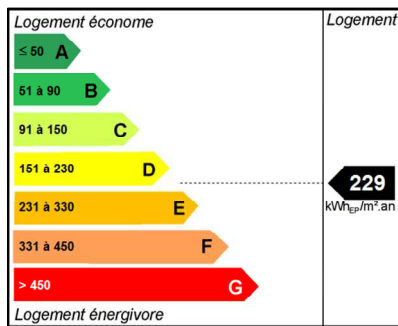 Logement économe
Logement
≤ 50 A
51 à 90 B
91 à 150 C
151 à 230 D
229
kWhEP/m².an
231 à 330 E
331 à 450 F
> 450 G
Logement énergivore